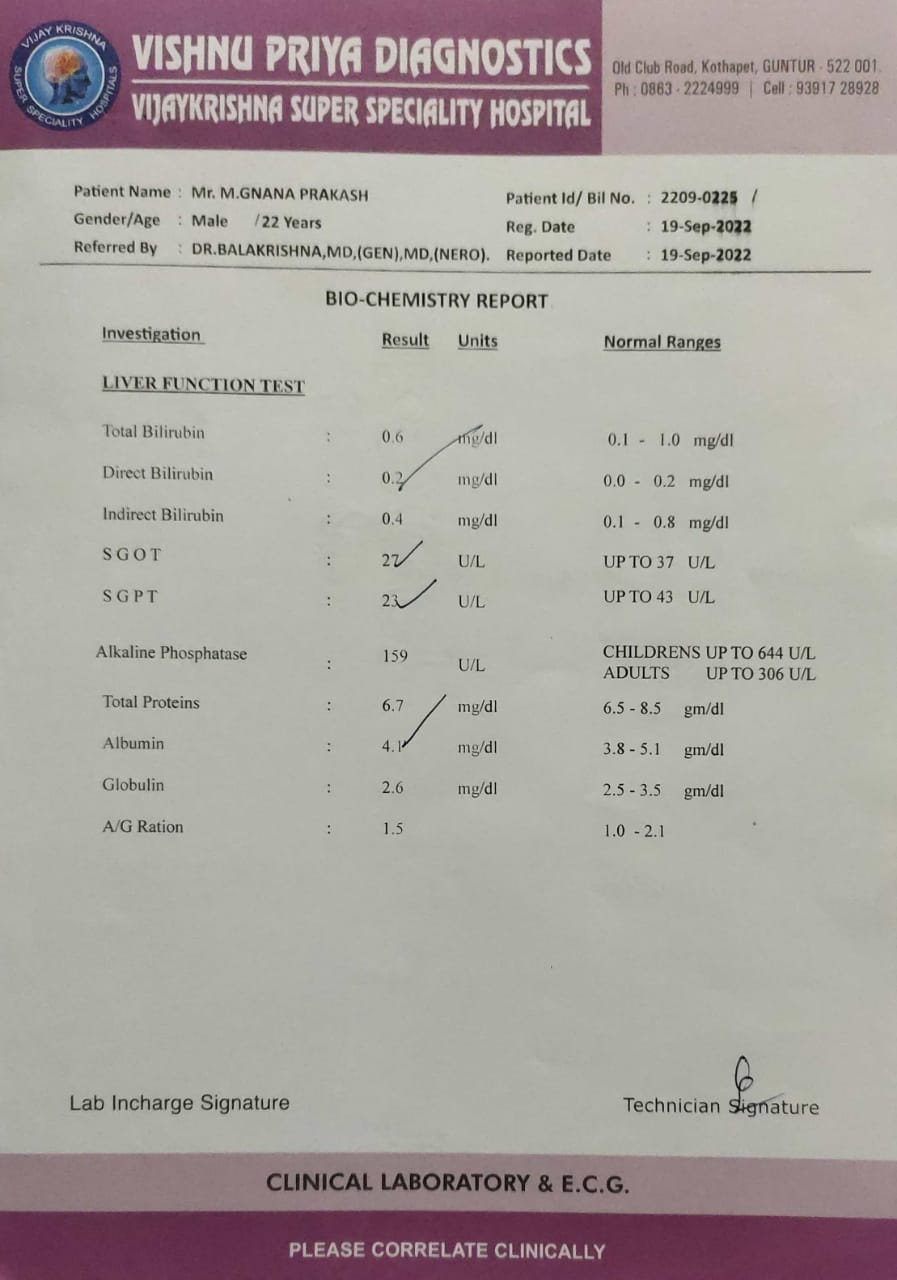 VIJAY KRISHNA
SUPER SPECIALITY HOSPITALS
VISHNU PRIYA DIAGNOSTICS
VIJAYKRISHNA SUPER SPECIALITY HOSPITAL
Old Club Road, Kothapet, GUNTUR - 522 001.
Ph : 0863 - 2224999 | Cell : 93917 28928
Patient Name : Mr. M.GNANA PRAKASH Patient Id/ Bil No. : 2209-0225 /
Gender/Age : Male /22 Years Reg. Date : 19-Sep-2022
Referred By : DR.BALAKRISHNA,MD,(GEN),MD,(NERO). Reported Date : 19-Sep-2022
BIO-CHEMISTRY REPORT
Investigation Result Units Normal Ranges
LIVER FUNCTION TEST
Total Bilirubin : 0.6 mg/dl 0.1 - 1.0 mg/dl
Direct Bilirubin : 0.2 mg/dl 0.0 - 0.2 mg/dl
Indirect Bilirubin : 0.4 mg/dl 0.1 - 0.8 mg/dl
S G O T : 27 U/L UP TO 37 U/L
S G P T : 23 U/L UP TO 43 U/L
Alkaline Phosphatase : 159 U/L CHILDRENS UP TO 644 U/L
ADULTS UP TO 306 U/L
Total Proteins : 6.7 mg/dl 6.5 - 8.5 gm/dl
Albumin : 4.1 mg/dl 3.8 - 5.1 gm/dl
Globulin : 2.6 mg/dl 2.5 - 3.5 gm/dl
A/G Ration : 1.5 1.0 - 2.1
Lab Incharge Signature Technician Signature
CLINICAL LABORATORY & E.C.G.
PLEASE CORRELATE CLINICALLY